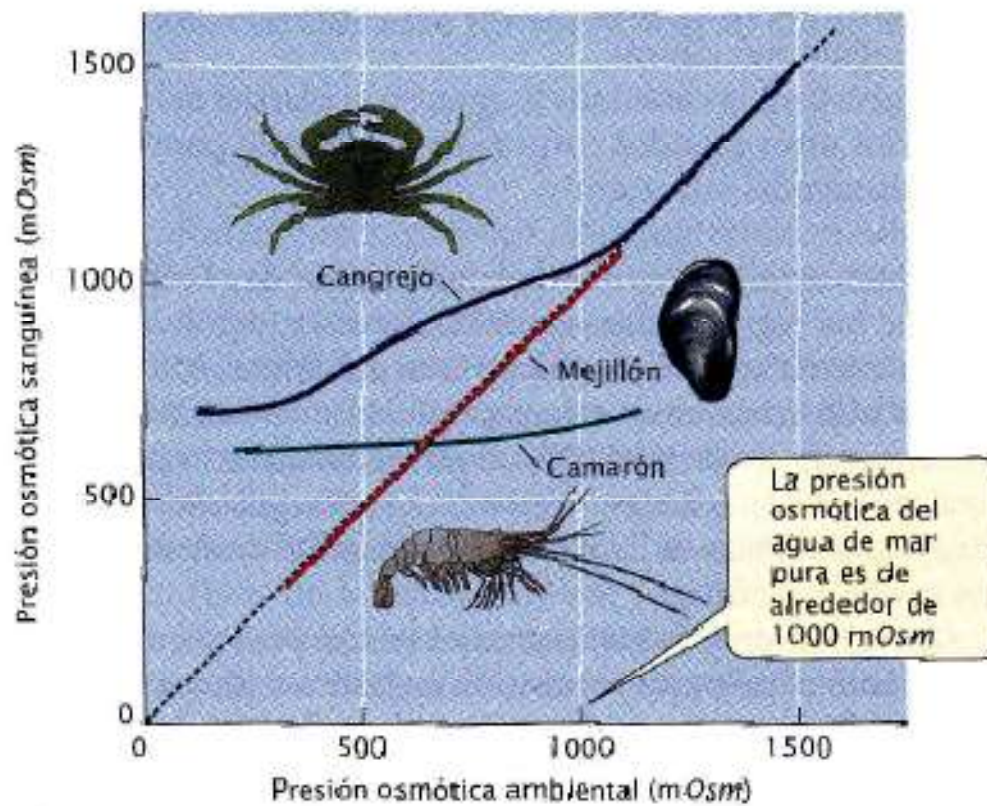 Presión osmótica sanguínea (mOsm)
1500
1000
500
0
Cangrejo
Mejillón
Camarón
La presión
osmótica del
agua de mar
pura es de
alrededor de
1000 mOsm
0
500
1000
1500
Presión osmótica ambiental (mOsm)